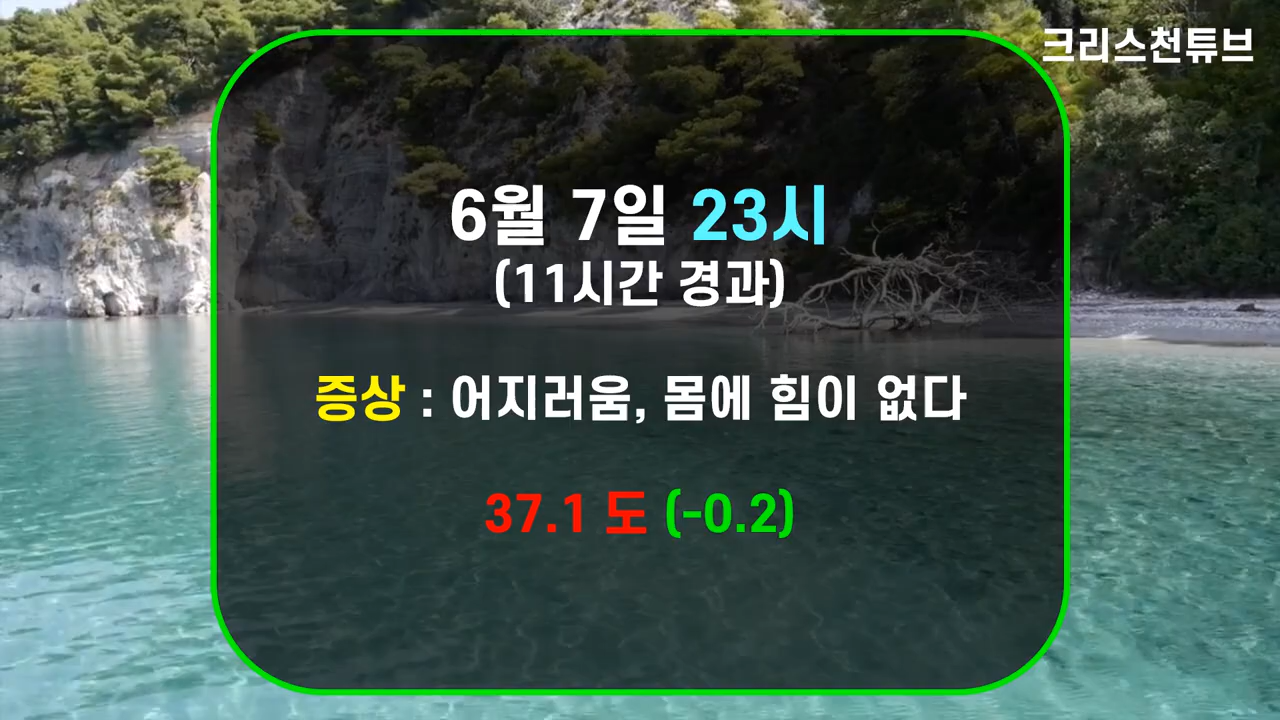 크리스천튜브
6월 7일 23시
(11시간 경과)
증상 : 어지러움, 몸에 힘이 없다
37.1 도 (-0.2)